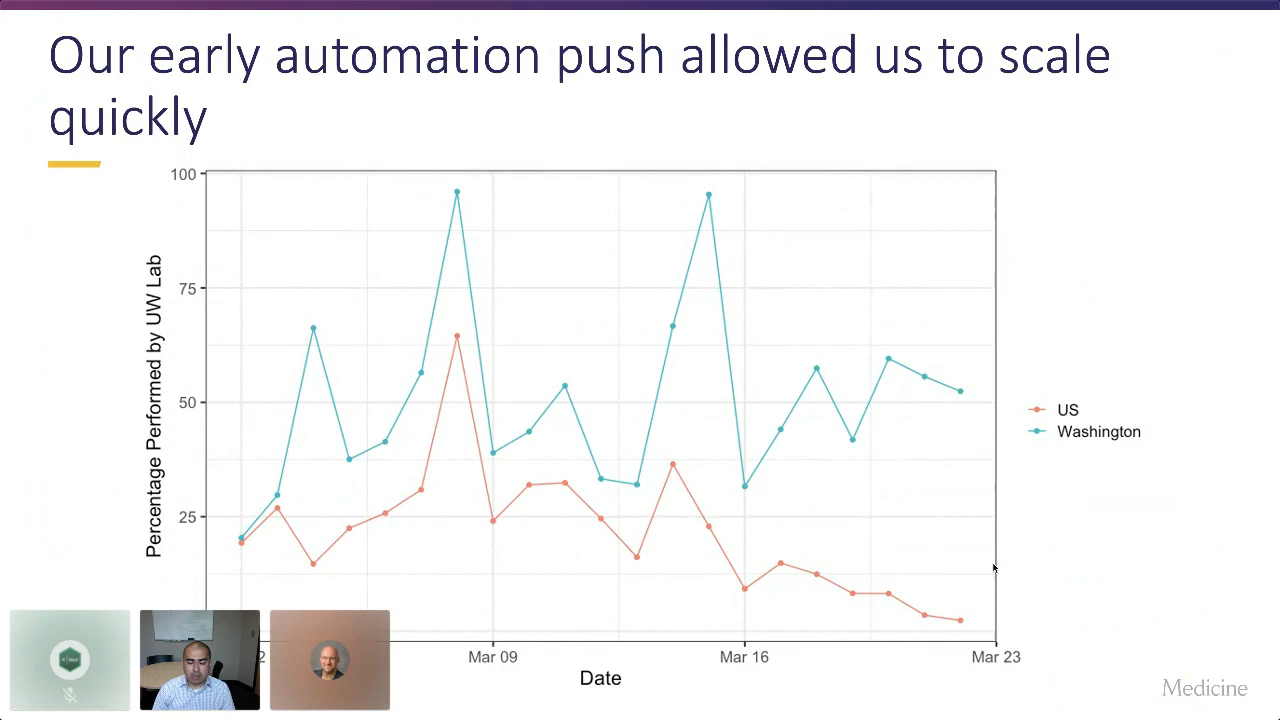 Our early automation push allowed us to scale
quickly
100
75
50
25
Percentage Performed by UW Lab
US
Washington
2
Mar 09
Mar 16
Mar 23
Date
Medicine